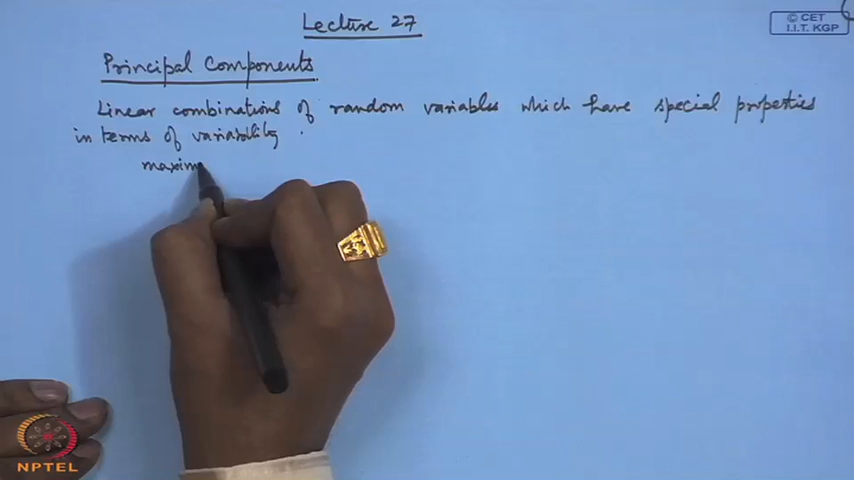 Lecture 27
© CET
I.I.T. KGP
Principal Components
Linear combinations of random variables which have special properties
in terms of variability.
maxim
NPTEL